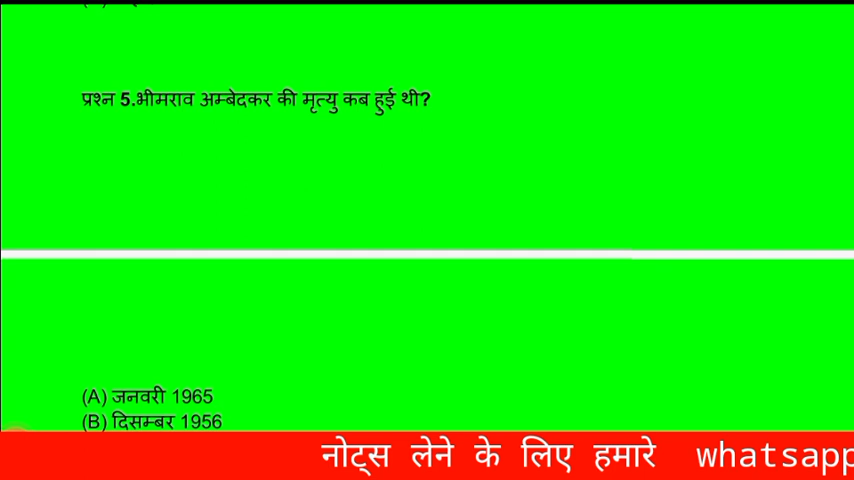 प्रश्न 5.भीमराव अम्बेदकर की मृत्यु कब हुई थी?
(A) जनवरी 1965
(B) दिसम्बर 1956
नोट्स लेने के लिए हमारे whatsapp